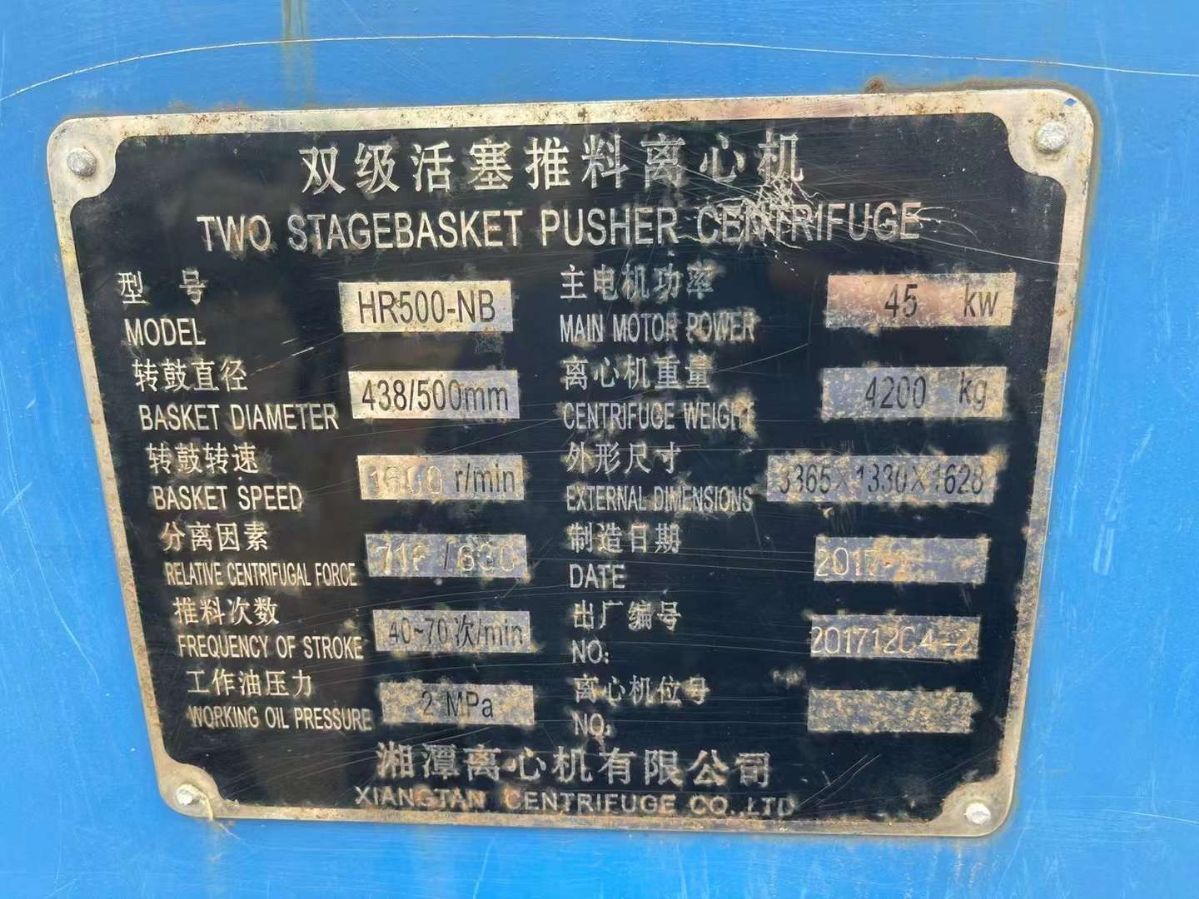 双级活塞推料离心机
TWO STAGEBASKET PUSHER CENTRIFUGE
型号
MODEL HR500-NB
转鼓直径
BASKET DIAMETER 438/500mm
转鼓转速
BASKET SPEED 1600 r/min
分离因素
RELATIVE CENTRIFUGAL FORCE
推料次数
FREQUENCY OF STROKE 40~70次/min
工作油压力
WORKING OIL PRESSURE 2 MPa
主电机功率
MAIN MOTOR POWER 45 kw
离心机重量
CENTRIFUGE WEIGHT 4200 kg
外形尺寸
EXTERNAL DIMENSIONS 3365×1330×1628
制造日期
DATE
出厂编号
NO: 201712C4-2
离心机位号
NO:
湘潭离心机有限公司
XIANGTAN CENTRIFUGE CO.,LTD